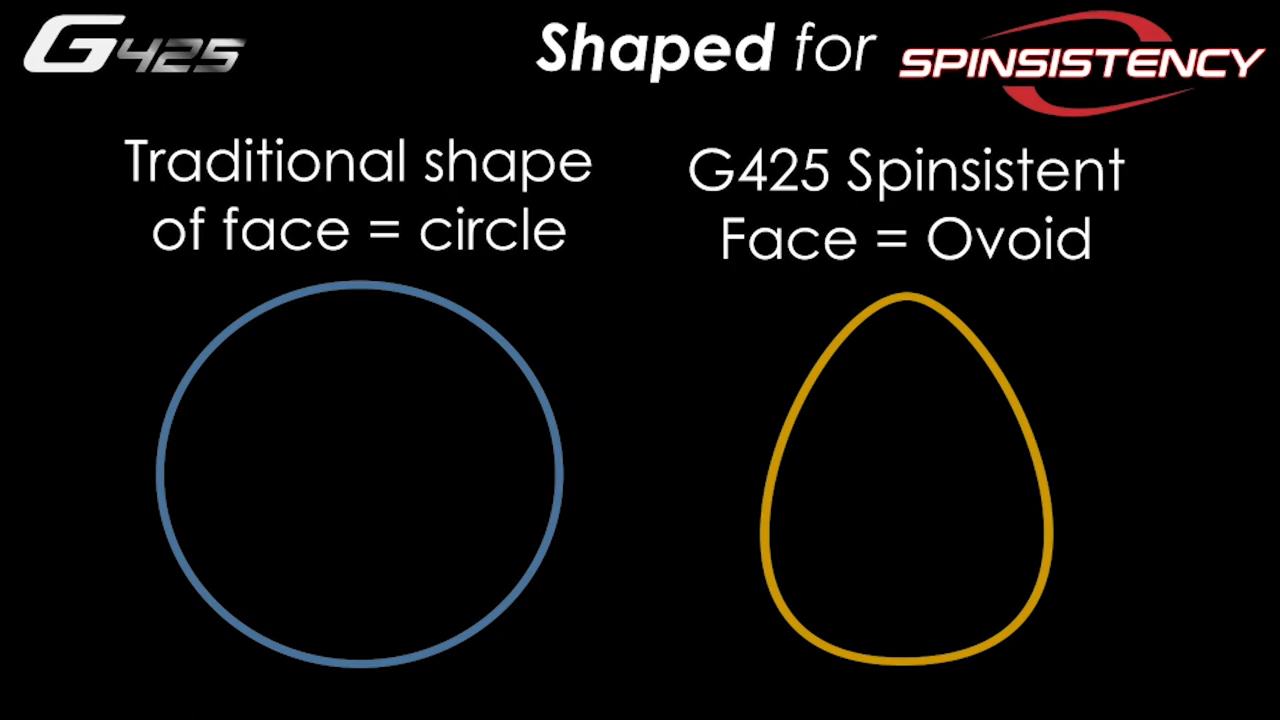 G425
Shaped for SPINSISTENCY
Traditional shape
of face = circle
G425 Spinsistent
Face = Ovoid